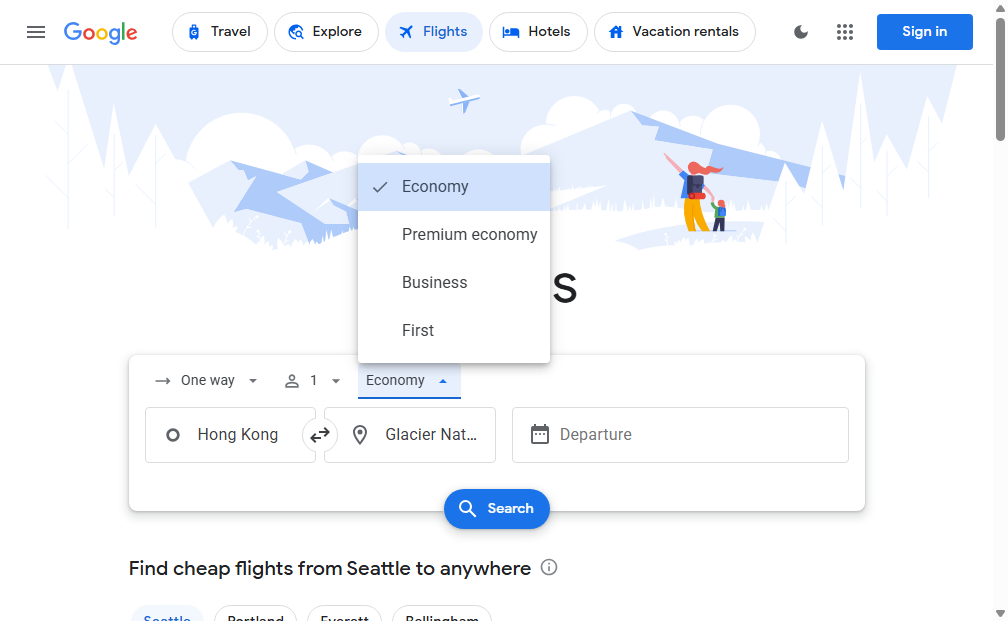 Google
Travel
Explore
Flights
Hotels
Vacation rentals
Sign in
Economy
Premium economy
Business
First
s
One way
1
Economy
Hong Kong
Glacier Nat...
Departure
Search
Find cheap flights from Seattle to anywhere
Seattle
Portland
Everett
Bellingham